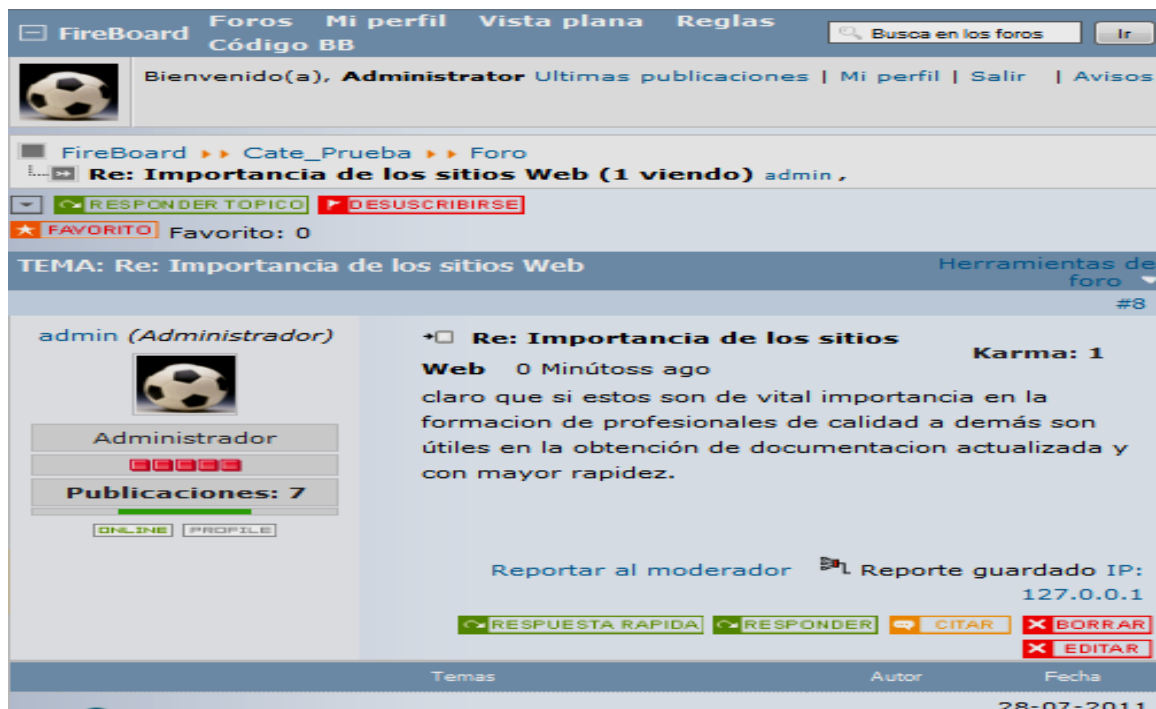 FireBoard Foros Mi perfil Vista plana Reglas
Código BB
Busca en los foros Ir
Bienvenido(a), Administrator Ultimas publicaciones | Mi perfil | Salir | Avisos
FireBoard Cate_Prueba Foro
Re: Importancia de los sitios Web (1 viendo) admin ,
RESPONDER TOPICO DESUSCRIBIRSE
FAVORITO Favorito: 0
TEMA: Re: Importancia de los sitios Web Herramientas de
foro
#8
admin (Administrador)
Administrador
Publicaciones: 7
ONLINE PROFILE
Re: Importancia de los sitios
Web 0 Minútoss ago
Karma: 1
claro que si estos son de vital importancia en la
formacion de profesionales de calidad a demás son
útiles en la obtención de documentacion actualizada y
con mayor rapidez.
Reportar al moderador Reporte guardado IP:
127.0.0.1
RESPUESTA RAPIDA RESPONDER CITAR BORRAR
EDITAR
Temas Autor Fecha
28-07-2011